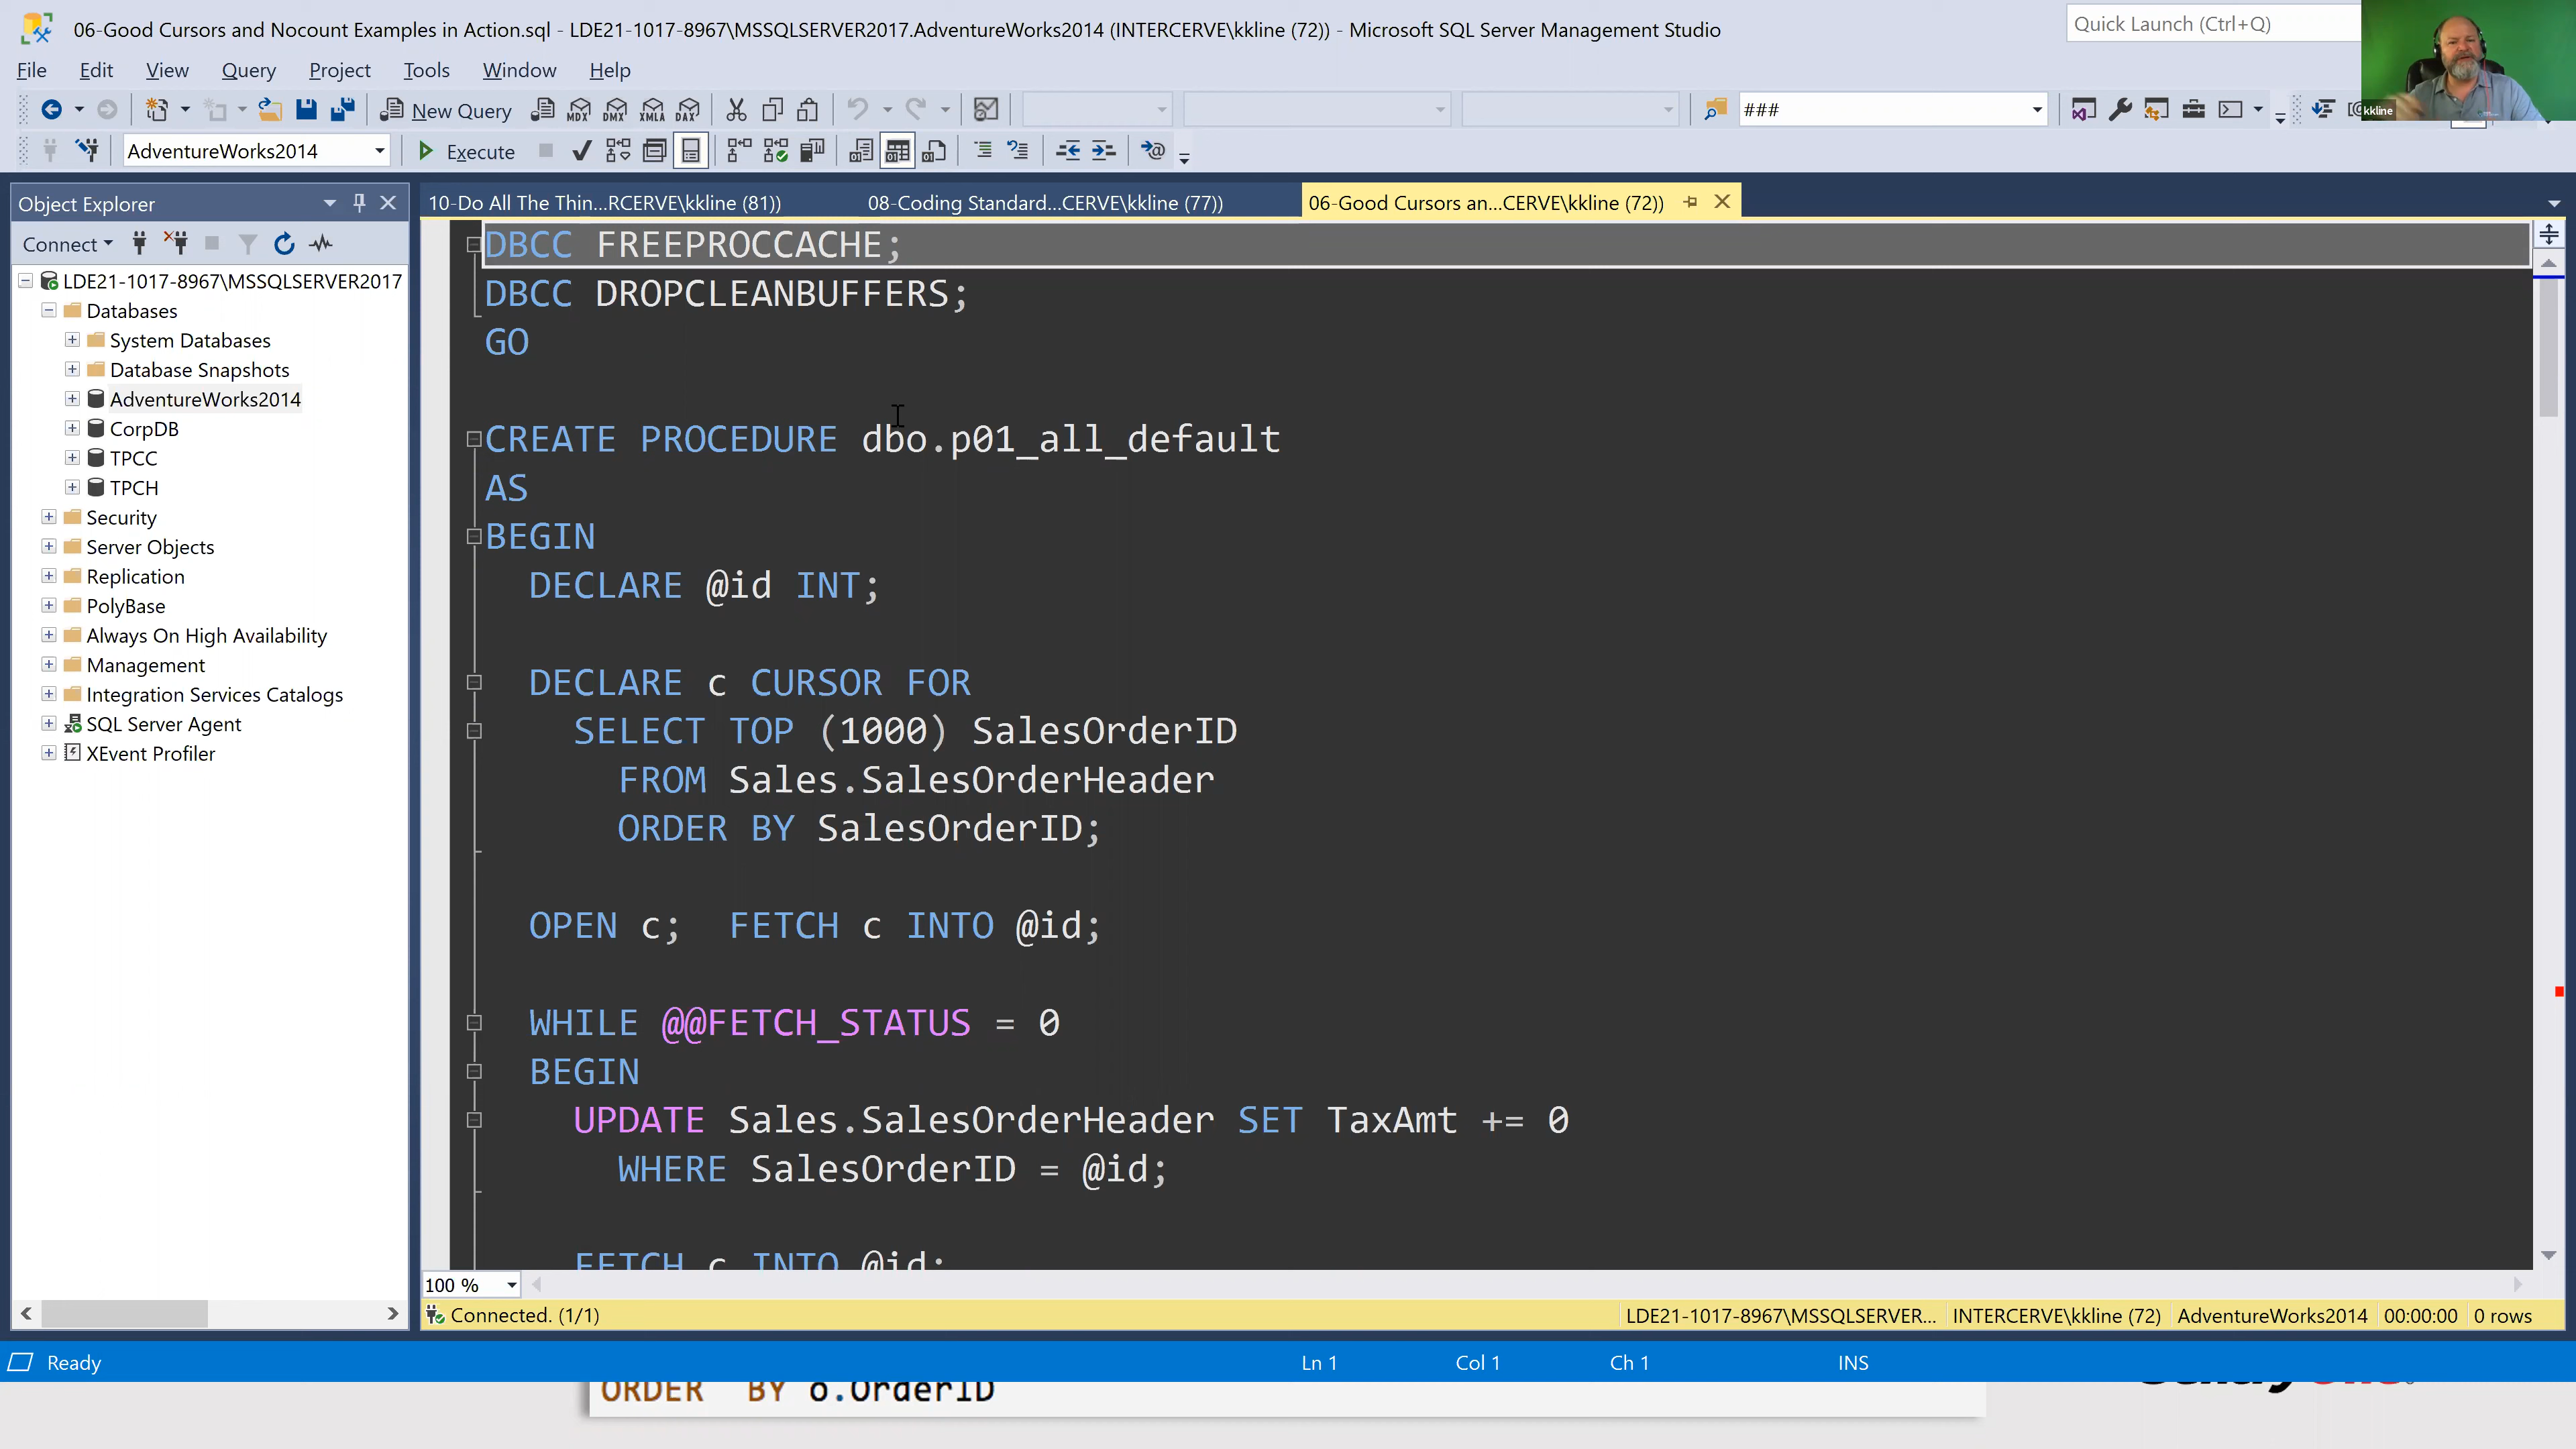 06-Good Cursors and Nocount Examples in Action.sql - LDE21-1017-8967\MSSQLSERVER2017.AdventureWorks2014 (INTERCERVE\kkline (72)) - Microsoft SQL Server Management Studio
Quick Launch (Ctrl+Q)
File Edit View Query Project Tools Window Help
kkline
New Query
MDX DMX XMLA DAX
###
AdventureWorks2014
Execute
Object Explorer
Connect
LDE21-1017-8967\MSSQLSERVER2017
Databases
System Databases
Database Snapshots
AdventureWorks2014
CorpDB
TPCC
TPCH
Security
Server Objects
Replication
PolyBase
Always On High Availability
Management
Integration Services Catalogs
SQL Server Agent
XEvent Profiler
10-Do All The Thin...RCERVE\kkline (81))
08-Coding Standard...CERVE\kkline (77))
06-Good Cursors an...CERVE\kkline (72))
DBCC FREEPROCCACHE;
DBCC DROPCLEANBUFFERS;
GO
CREATE PROCEDURE dbo.p01_all_default
AS
BEGIN
DECLARE @id INT;
DECLARE c CURSOR FOR
SELECT TOP (1000) SalesOrderID
FROM Sales.SalesOrderHeader
ORDER BY SalesOrderID;
OPEN c; FETCH c INTO @id;
WHILE @@FETCH_STATUS = 0
BEGIN
UPDATE Sales.SalesOrderHeader SET TaxAmt += 0
WHERE SalesOrderID = @id;
FETCH c INTO @id;
100 %
Connected. (1/1)
LDE21-1017-8967\MSSQLSERVER...
INTERCERVE\kkline (72)
AdventureWorks2014
00:00:00
0 rows
Ready
Ln 1
Col 1
Ch 1
INS
ORDER BY o.OrderID